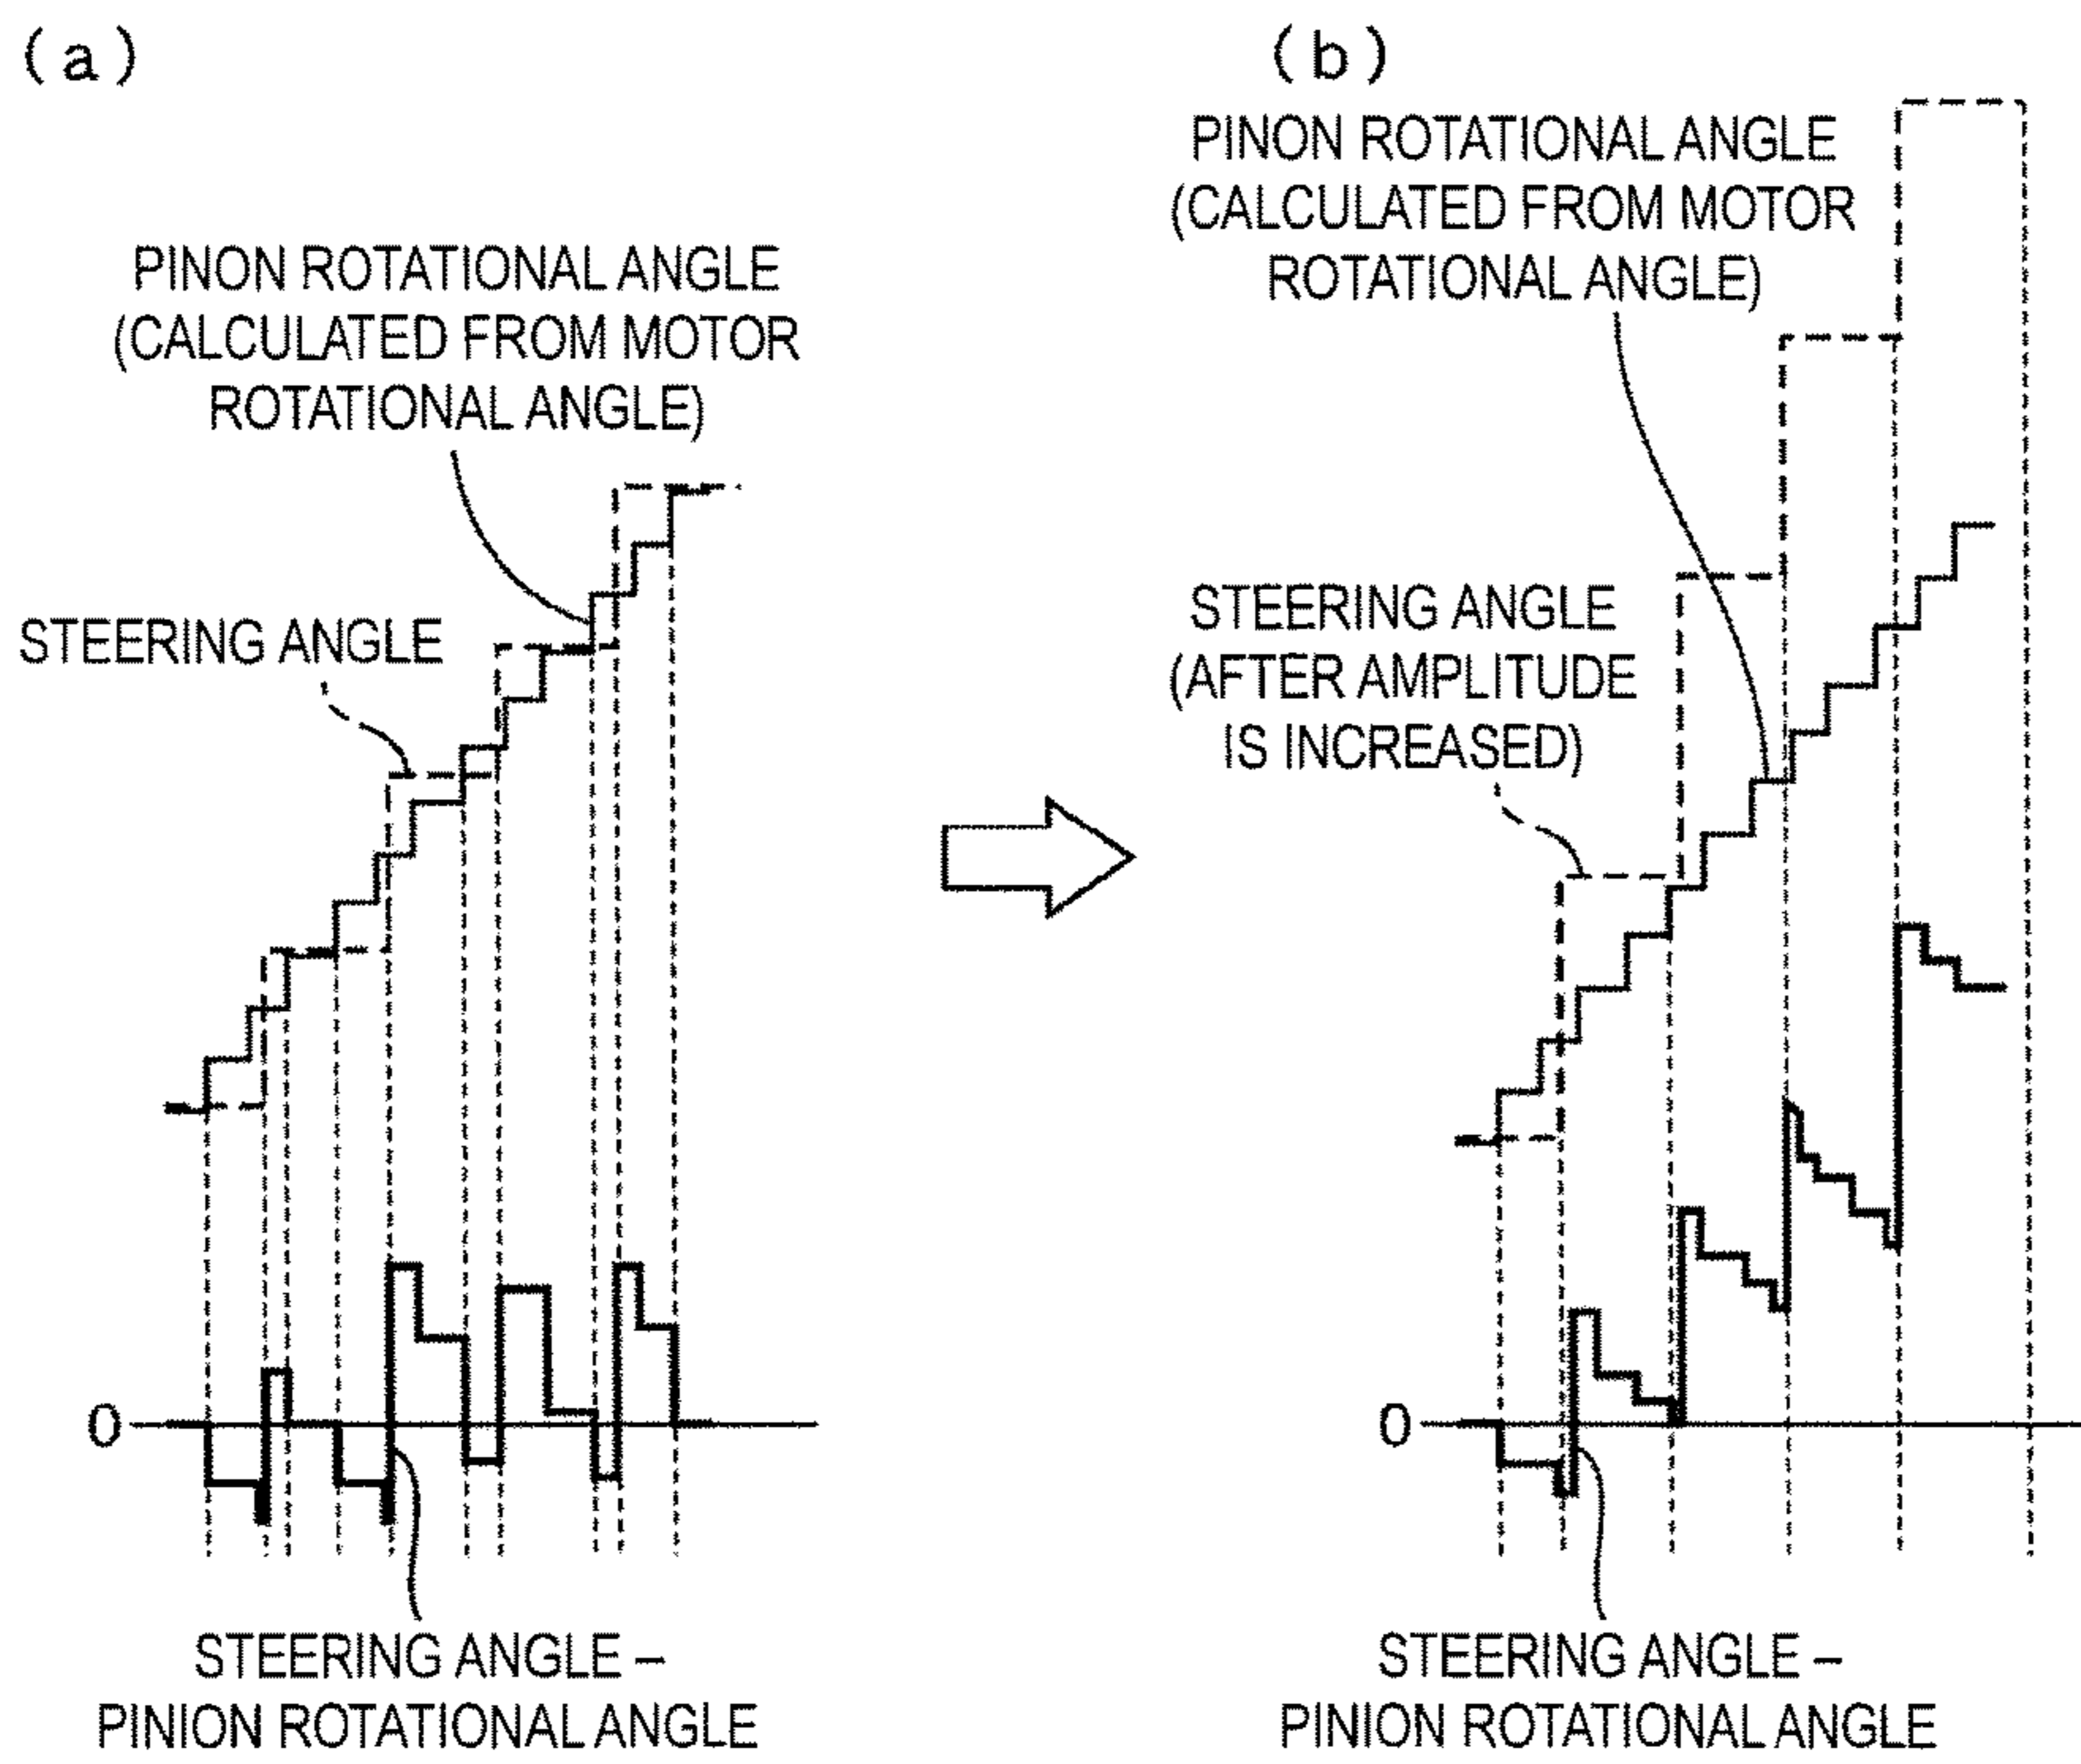 (a)
PINON ROTATIONAL ANGLE
(CALCULATED FROM MOTOR
ROTATIONAL ANGLE)
STEERING ANGLE
0
STEERING ANGLE –
PINION ROTATIONAL ANGLE
(b)
PINON ROTATIONAL ANGLE
(CALCULATED FROM MOTOR
ROTATIONAL ANGLE)
STEERING ANGLE
(AFTER AMPLITUDE
IS INCREASED)
0
STEERING ANGLE –
PINION ROTATIONAL ANGLE